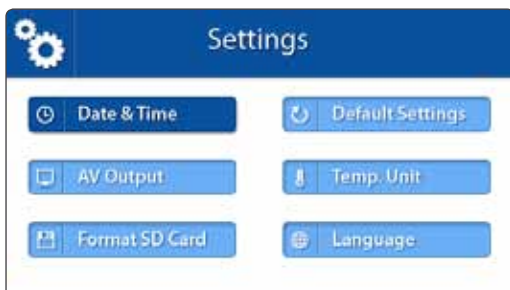 Settings
Date & Time
Default Settings
AV Output
Temp. Unit
Format SD Card
Language